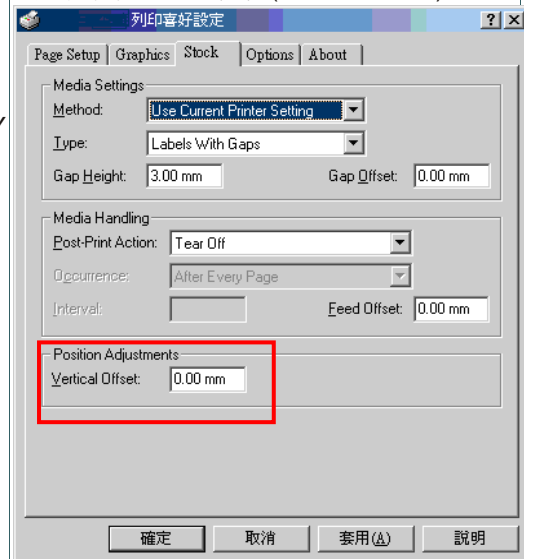 列印喜好設定
Page Setup Graphics Stock Options About
Media Settings
Method: Use Current Printer Setting
Type: Labels With Gaps
Gap Height: 3.00 mm Gap Offset: 0.00 mm
Media Handling
Post-Print Action: Tear Off
Occurrence: After Every Page
Interval: Feed Offset: 0.00 mm
Position Adjustments
Vertical Offset: 0.00 mm
確定 取消 套用(A) 說明